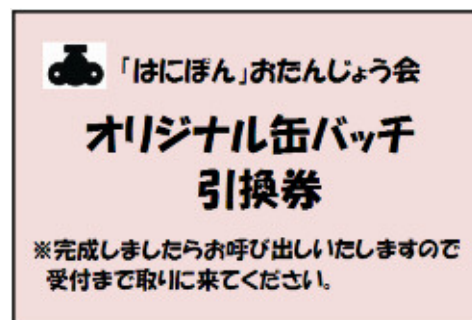 「はにぽん」おたんじょう会
オリジナル缶バッチ
引換券
※完成しましたらお呼び出しいたしますので
受付まで取りに来てください。